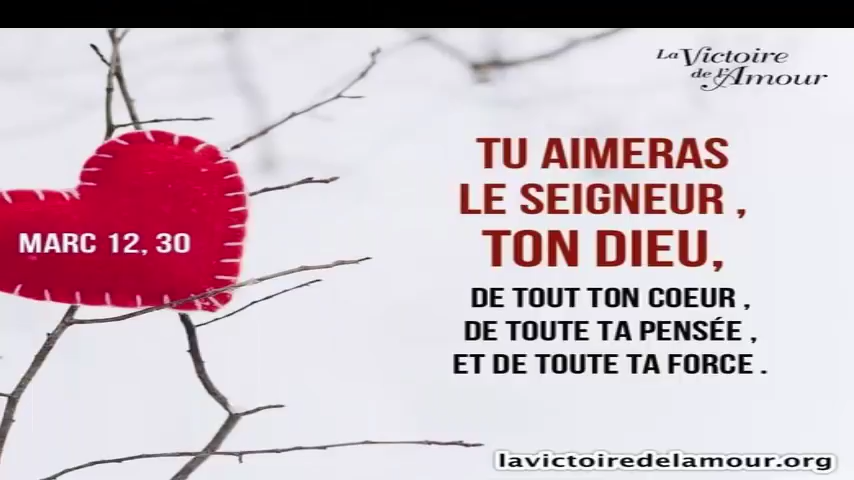 La Victoire
de l'Amour
TU AIMERAS
LE SEIGNEUR ,
TON DIEU,
MARC 12, 30
DE TOUT TON COEUR ,
DE TOUTE TA PENSÉE ,
ET DE TOUTE TA FORCE .
lavictoiredelamour.org